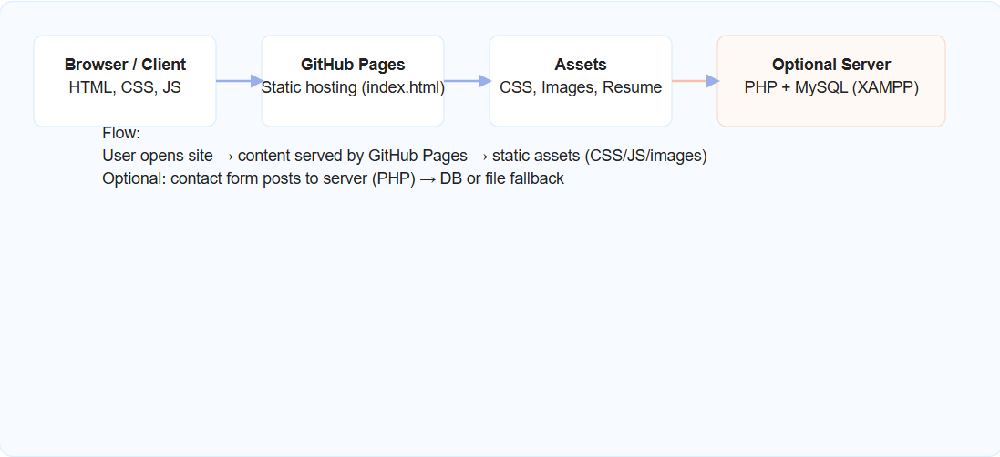 Browser / Client
HTML, CSS, JS
GitHub Pages
Static hosting (index.html)
Assets
CSS, Images, Resume
Optional Server
PHP + MySQL (XAMPP)
Flow:
User opens site → content served by GitHub Pages → static assets (CSS/JS/images)
Optional: contact form posts to server (PHP) → DB or file fallback